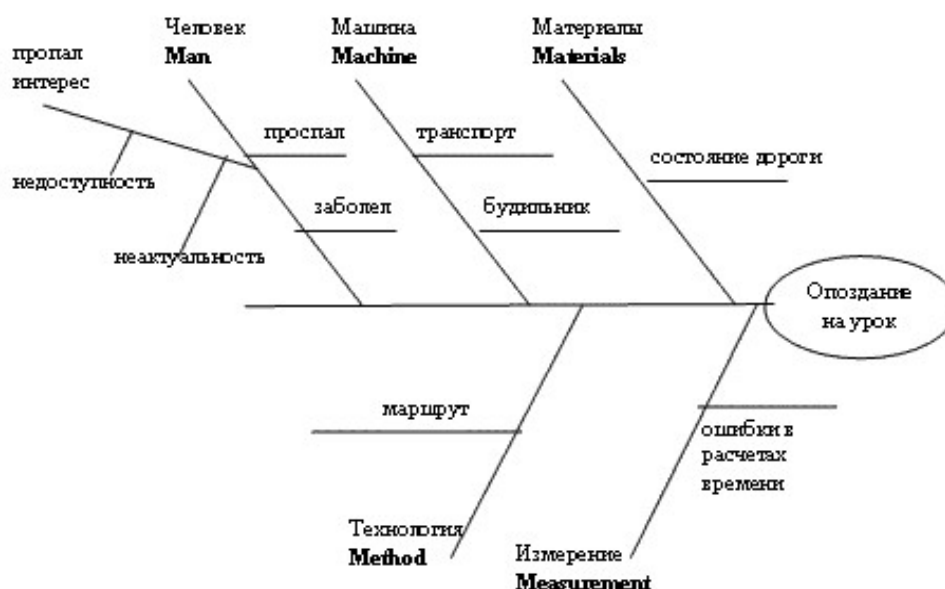 Человек
Man
Машина
Machine
Материалы
Materials
пропал
интерес
проспал
транспорт
состояние дороги
недоступность
заболел
будильник
неактуальность
Опоздание
на урок
маршрут
ошибки в
расчетах
времени
Технология
Method
Измерение
Measurement